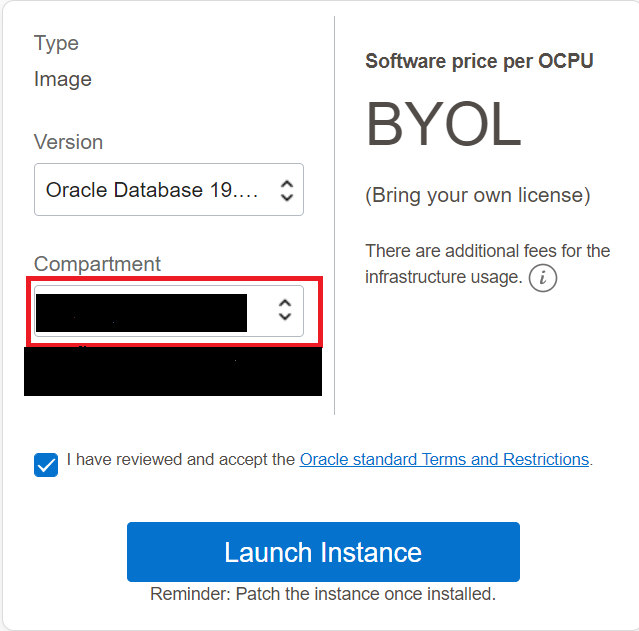 Type
Image
Version
Oracle Database 19....
Compartment
Software price per OCPU
BYOL
(Bring your own license)
There are additional fees for the
infrastructure usage. i
I have reviewed and accept the Oracle standard Terms and Restrictions.
Launch Instance
Reminder: Patch the instance once installed.